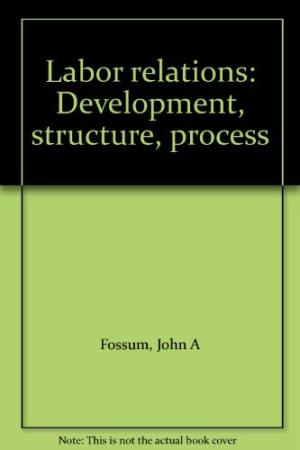 Labor relations:
Development,
structure, process
Fossum, John A
Note: This is not the actual book cover